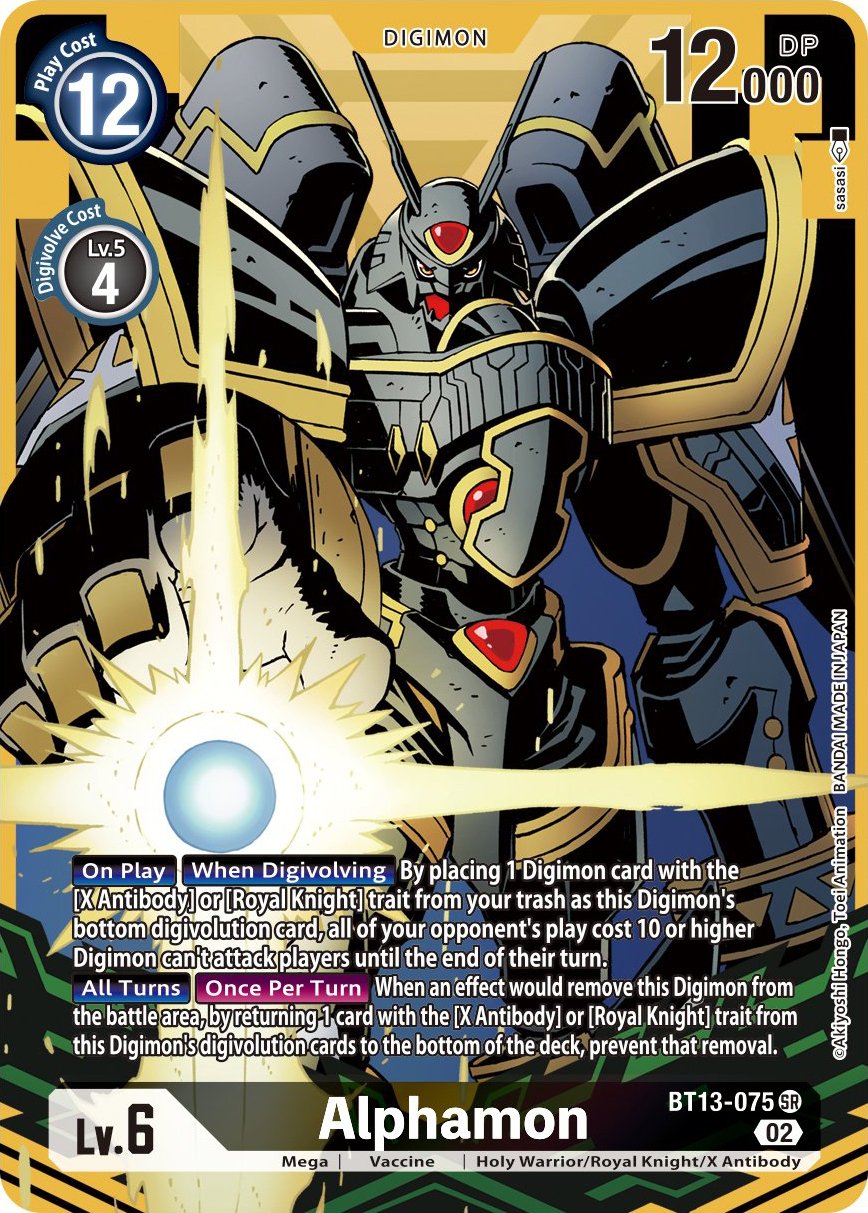 DIGIMON
Play Cost
12
12000
DP
sasasi
Digivolve Cost
Lv.5
4
On Play When Digivolving By placing 1 Digimon card with the
[X Antibody] or [Royal Knight] trait from your trash as this Digimon's
bottom digivolution card, all of your opponent's play cost 10 or higher
Digimon can't attack players until the end of their turn.
All Turns Once Per Turn When an effect would remove this Digimon from
the battle area, by returning 1 card with the [X Antibody] or [Royal Knight] trait from
this Digimon's digivolution cards to the bottom of the deck, prevent that removal.
©Akiyoshi Hongo, Toei Animation BANDAI MADE IN JAPAN
Lv.6
Alphamon
BT13-075 SR
02
Mega | Vaccine | Holy Warrior/Royal Knight/X Antibody